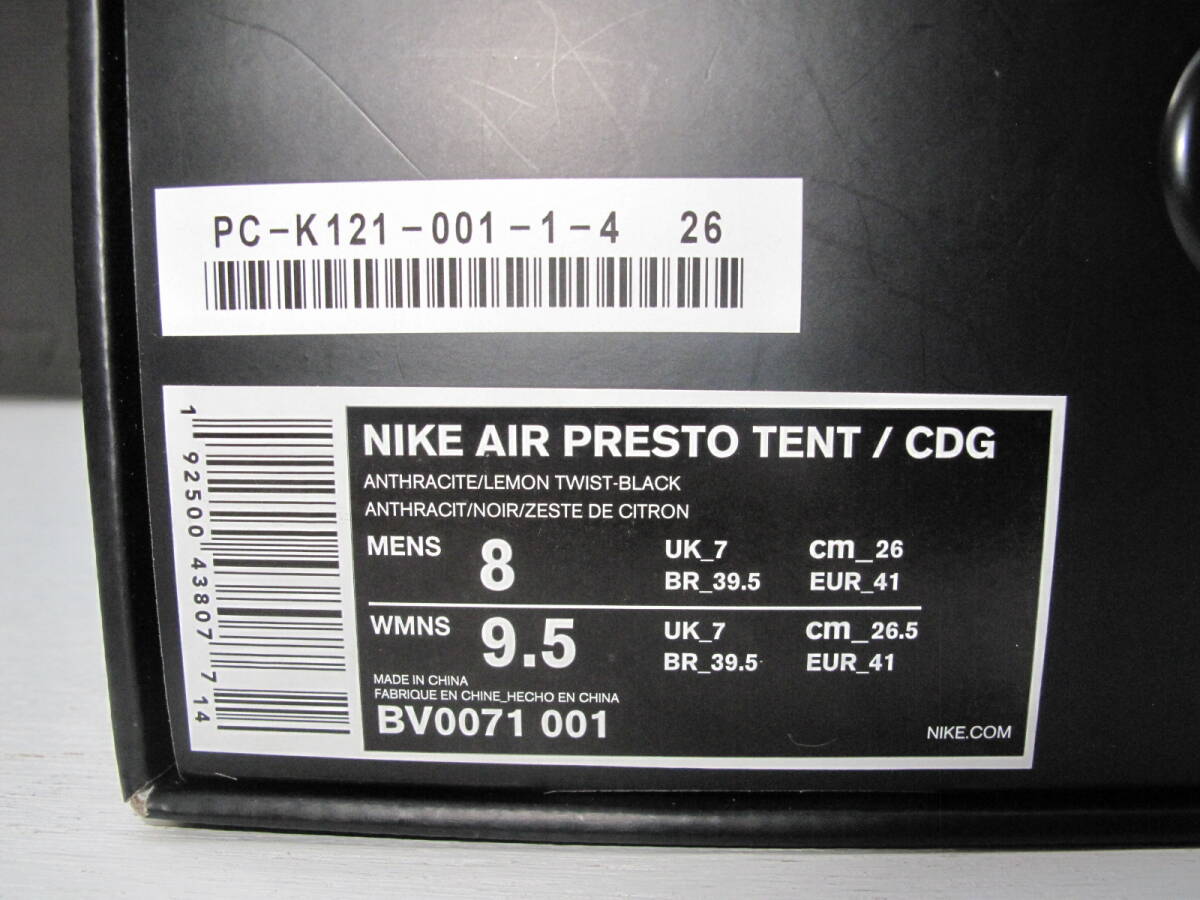 PC-K121-001-1-4 26
1 92500 43807 7 14
NIKE AIR PRESTO TENT / CDG
ANTHRACITE/LEMON TWIST-BLACK
ANTHRACIT/NOIR/ZESTE DE CITRON
MENS 8 UK_7 cm_26
BR_39.5 EUR_41
WMNS 9.5 UK_7 cm_26.5
BR_39.5 EUR_41
MADE IN CHINA
FABRIQUE EN CHINE_HECHO EN CHINA
BV0071 001
NIKE.COM